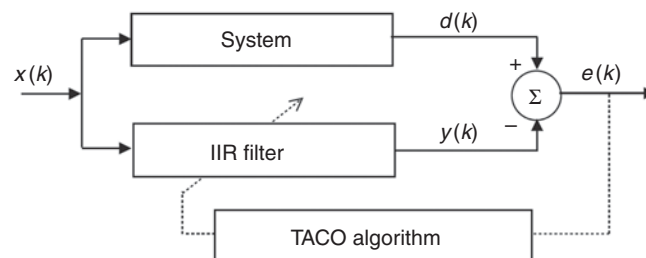 System
d(k)
x(k)
+
e(k)
Σ
−
IIR filter
y(k)
TACO algorithm